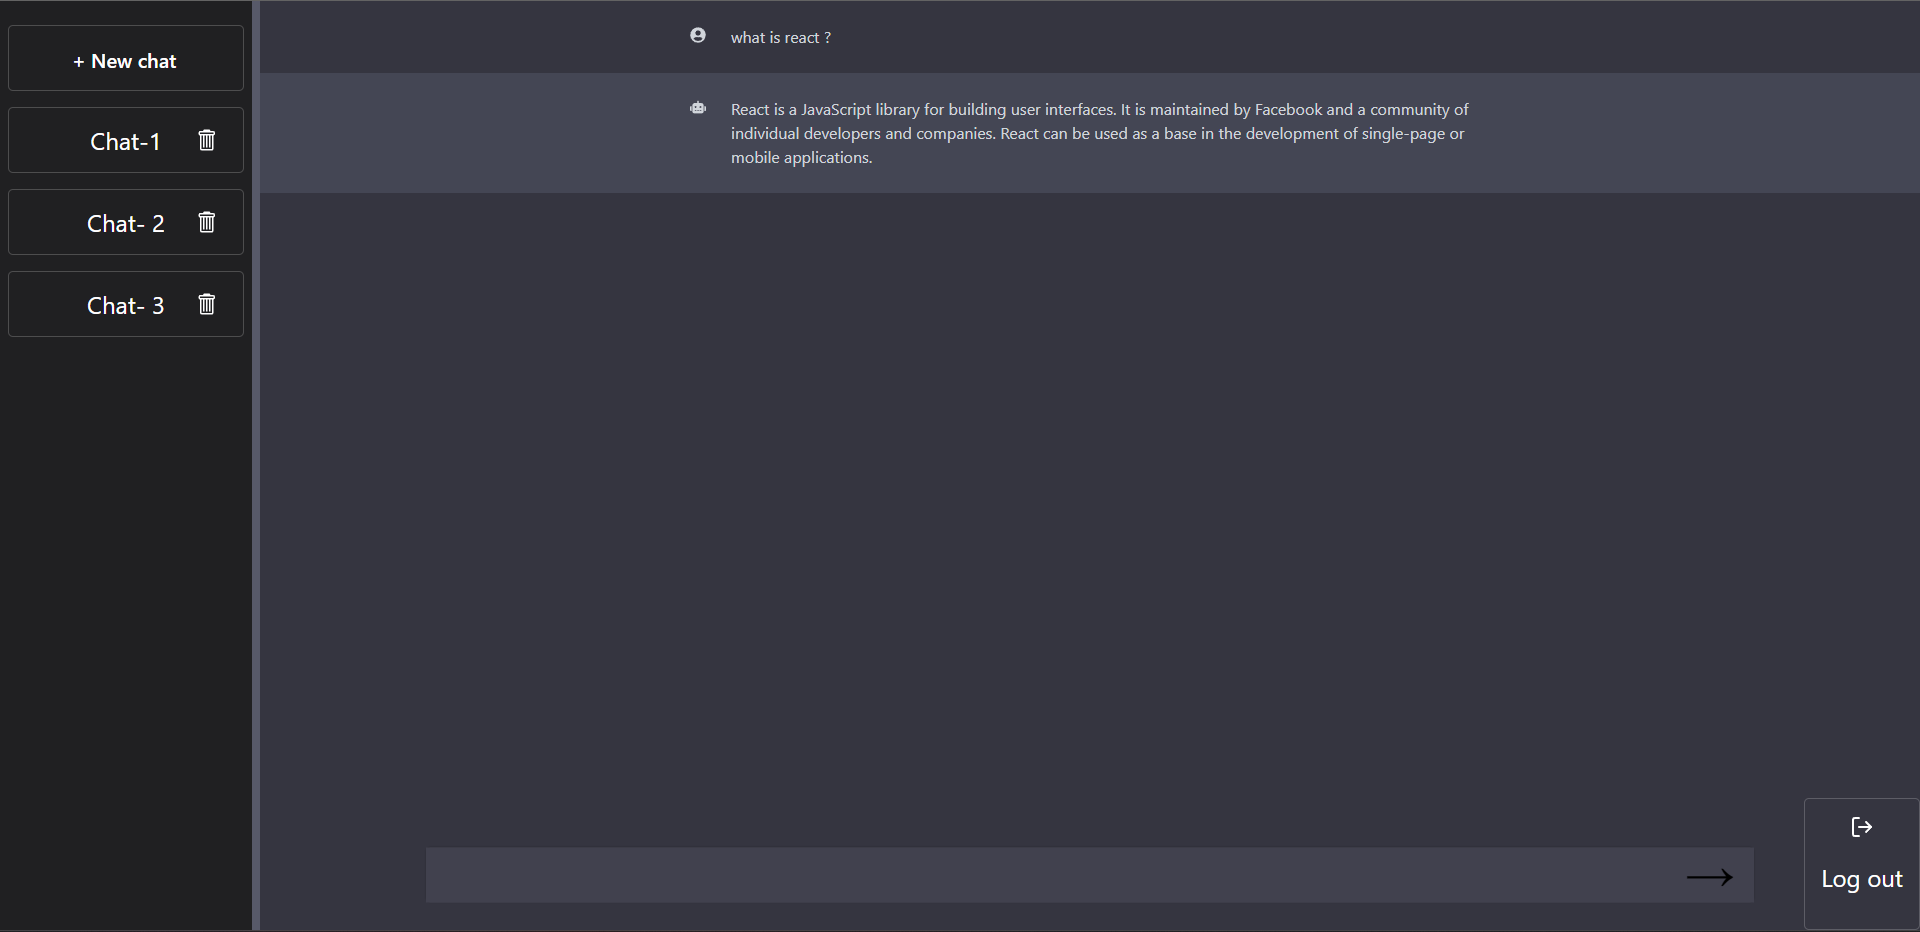 + New chat
Chat-1
Chat- 2
Chat- 3
what is react ?
React is a JavaScript library for building user interfaces. It is maintained by Facebook and a community of
individual developers and companies. React can be used as a base in the development of single-page or
mobile applications.
Log out